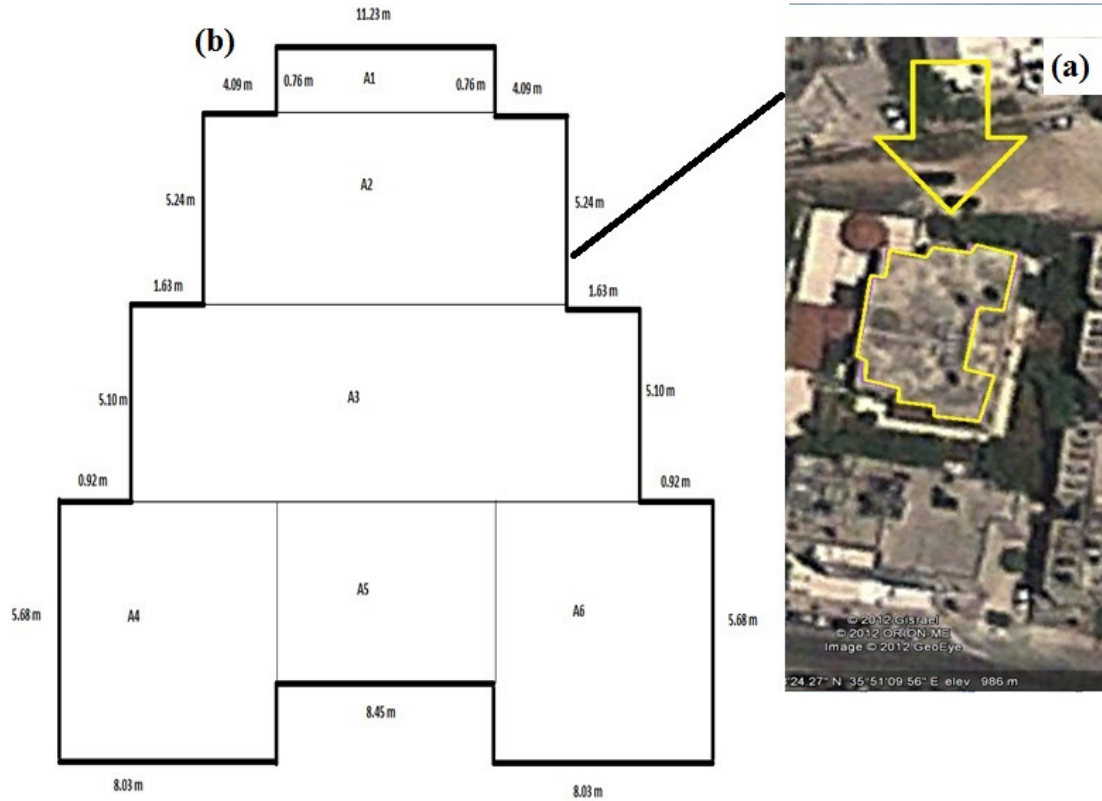 11.23 m
(b)
(a)
4.09 m
0.76 m
A1
0.76 m
4.09 m
A2
5.24 m
5.24 m
1.63 m
1.63 m
5.10 m
A3
5.10 m
0.92 m
0.92 m
5.68 m
A4
A5
A6
5.68 m
8.45 m
8.03 m
8.03 m
© 2012 Gisrael
© 2012 ORION-ME
Image © 2012 GeoEye
24.27" N 35°51'09.56" E elev 986 m